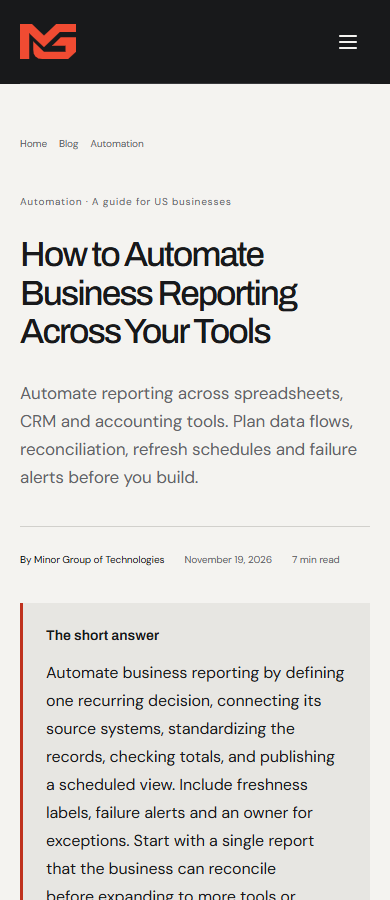 Home Blog Automation
Automation · A guide for US businesses
How to Automate
Business Reporting
Across Your Tools
Automate reporting across spreadsheets,
CRM and accounting tools. Plan data flows,
reconciliation, refresh schedules and failure
alerts before you build.
By Minor Group of Technologies November 19, 2026 7 min read
The short answer
Automate business reporting by defining
one recurring decision, connecting its
source systems, standardizing the
records, checking totals, and publishing
a scheduled view. Include freshness
labels, failure alerts and an owner for
exceptions. Start with a single report
that the business can reconcile
before expanding to more tools or